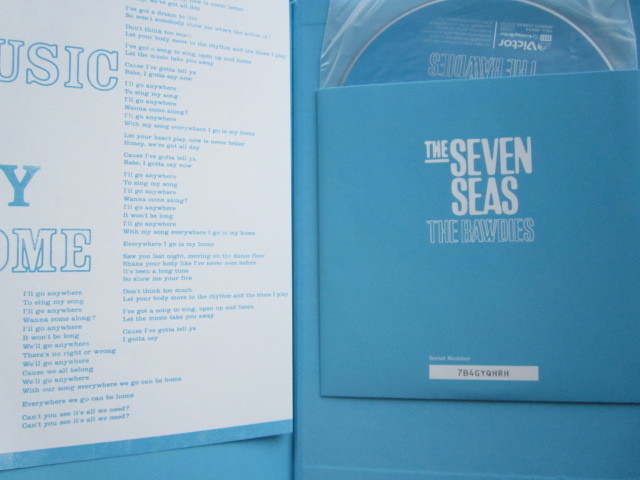 USIC
Y
OME
I'll go anywhere
To sing my song
I'll go anywhere
Wanna come along?
I'll go anywhere
It won't be long
We'll go anywhere
There's no right or wrong
We'll go anywhere
Cause we all belong
We'll go anywhere
With our song everywhere we go can be home
Everywhere we go can be home
Can't you see it's all we need?
Can't you see it's all we need?
now is never better
we've got all day
I've got a dream to live
So won't somebody show me where the action is?
Don't think too much
Let your body move to the rhythm and the blues I play
I've got a song to sing, open up and listen
Let the music take you away
Cause I've gotta tell ya
Babe, I gotta say now
I'll go anywhere
To sing my song
I'll go anywhere
Wanna come along?
I'll go anywhere
With my song everywhere I go is my home
Let your heart play, now is never better
Honey, we've got all day
Cause I've gotta tell ya
Babe, I gotta say now
I'll go anywhere
To sing my song
I'll go anywhere
Wanna come along?
I'll go anywhere
It won't be long
I'll go anywhere
With my song everywhere I go is my home
Everywhere I go is my home
Saw you last night, moving on the dance floor
Shake your body like I've never seen before
It's been a long time
So show me your fire
Don't think too much
Let your body move to the rhythm and the blues I play
I've got a song to sing, open up and listen
Let the music take you away
Cause I've gotta tell ya
I gotta say
Victor
THE BAWDIES
THE SEVEN
SEAS
THE BAWDIES
Serial Number
7B4GYQHRH